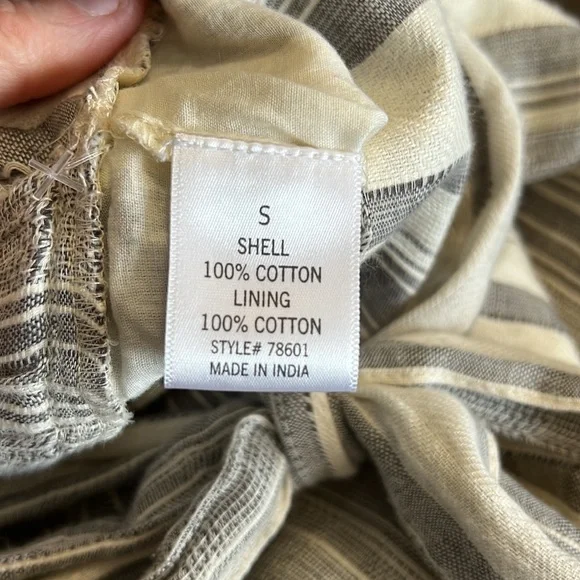 S
SHELL
100% COTTON
LINING
100% COTTON
STYLE# 78601
MADE IN INDIA